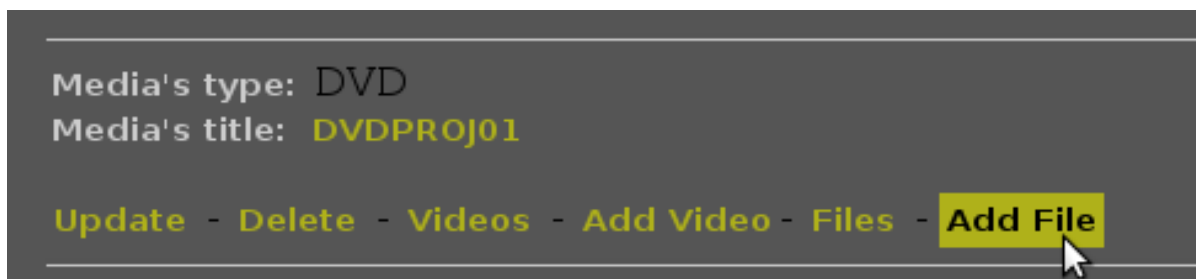 Media's type: DVD
Media's title: DVDPROJ01
Update - Delete - Videos - Add Video - Files - Add File